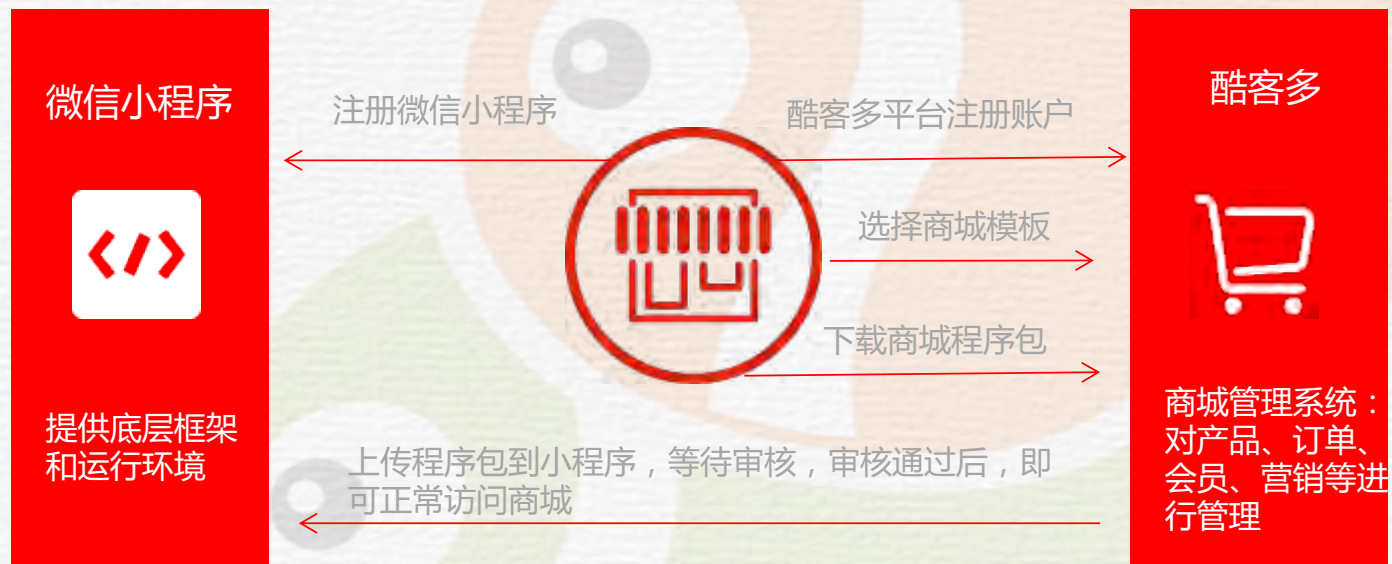 微信小程序
提供底层框架
和运行环境
注册微信小程序
酷客多平台注册账户
选择商城模板
下载商城程序包
上传程序包到小程序，等待审核，审核通过后，即
可正常访问商城
酷客多
商城管理系统：
对产品、订单、
会员、营销等进
行管理